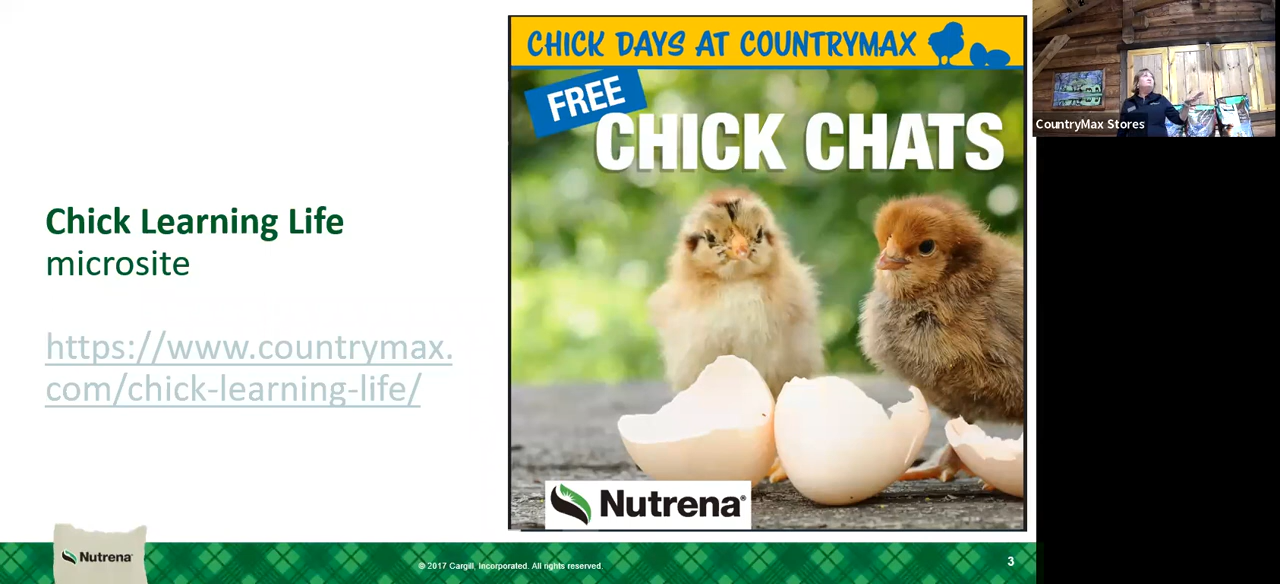 Chick Learning Life
microsite
https://www.countrymax.
com/chick-learning-life/
CHICK DAYS AT COUNTRYMAX
FREE
CHICK CHATS
Nutrena®
CountryMax Stores
Nutrena
© 2017 Cargill, Incorporated. All rights reserved.
3